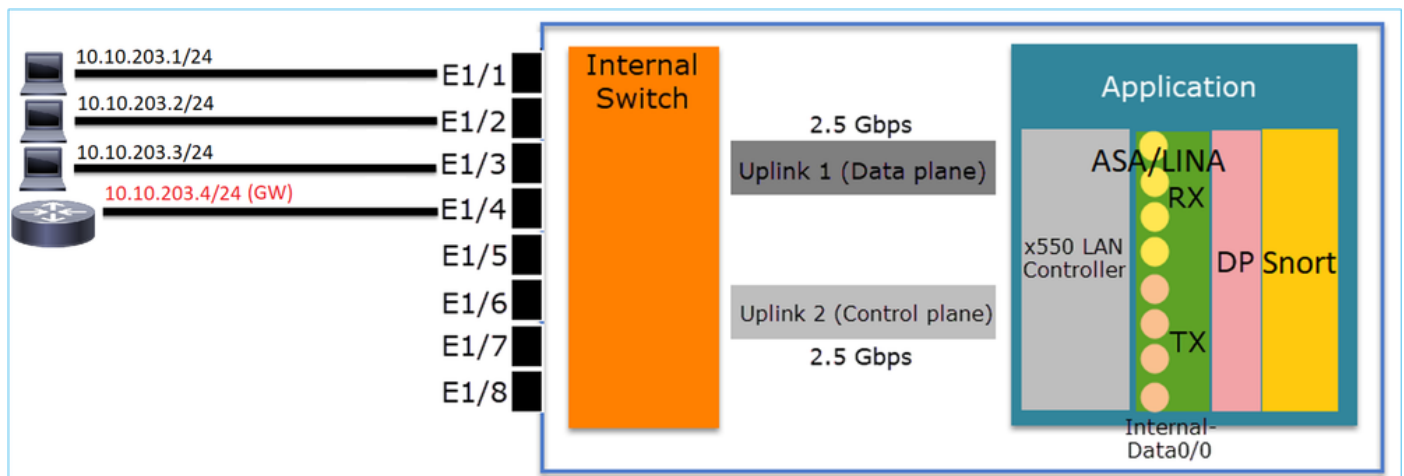 10.10.203.1/24
10.10.203.2/24
10.10.203.3/24
10.10.203.4/24 (GW)
E1/1
E1/2
E1/3
E1/4
E1/5
E1/6
E1/7
E1/8
Internal
Switch
2.5 Gbps
Uplink 1 (Data plane)
Uplink 2 (Control plane)
2.5 Gbps
Application
x550 LAN
Controller
ASA/LINA
RX
TX
DP
Snort
Internal-
Data0/0